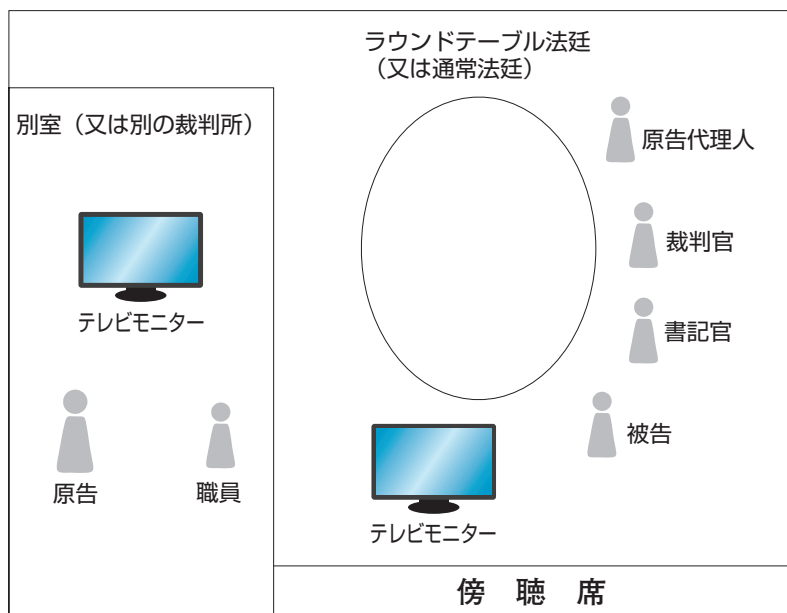 ラウンドテーブル法廷
（又は通常法廷）
別室（又は別の裁判所）
原告代理人
裁判官
テレビモニター
書記官
被告
原告
職員
テレビモニター
傍 聴 席